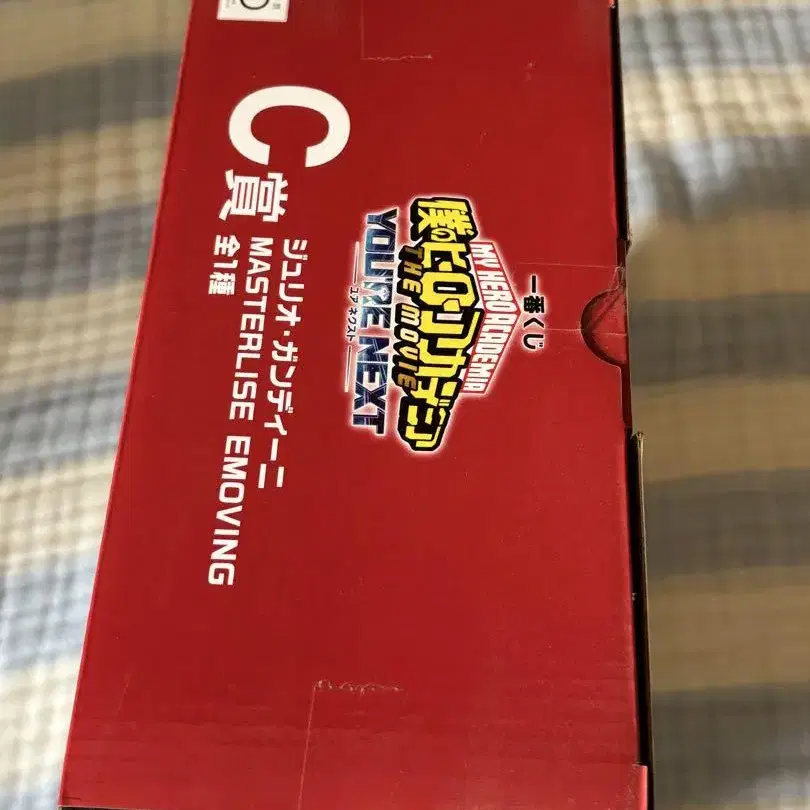 一番くじ
MY HERO ACADEMIA
僕のヒーローアカデミア
THE MOVIE
YOU'RE NEXT
ユア ネクスト
C賞
ジュリオ・ガンディーニ
MASTERLISE EMOVING
全1種